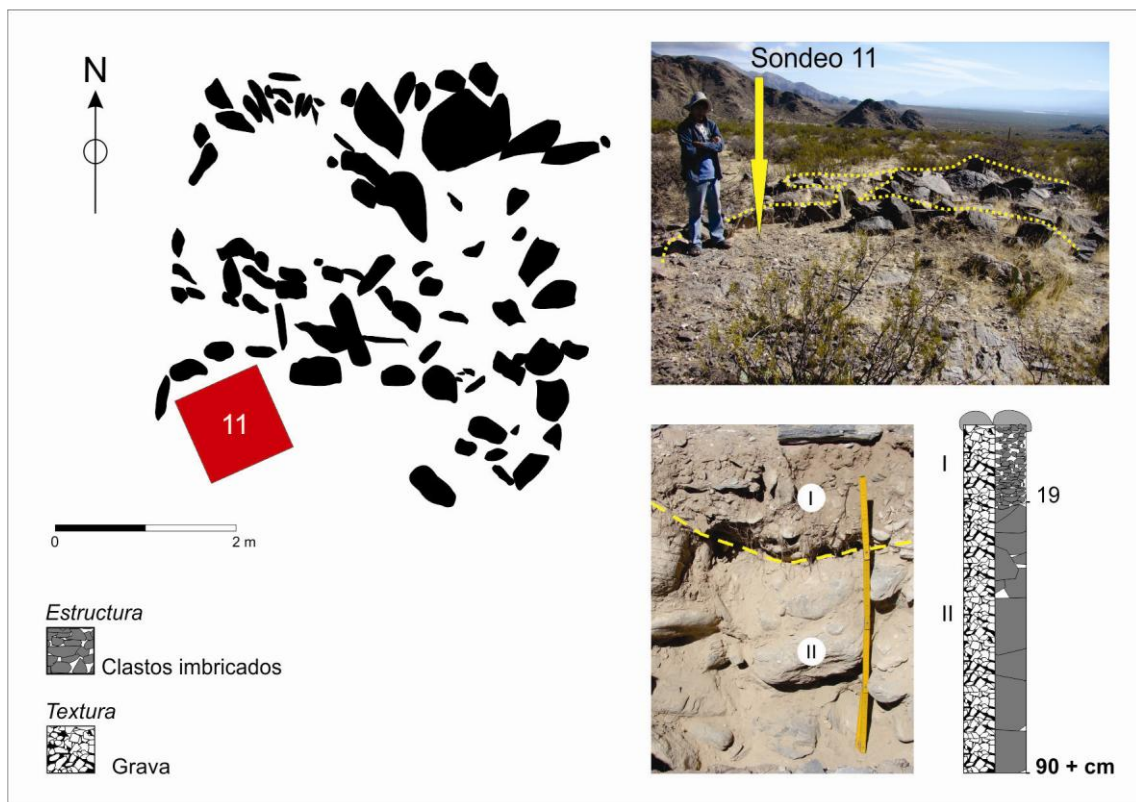 N
11
0
2 m
Estructura
Clastos imbricados
Textura
Grava
Sondeo 11
I
II
I
19
II
90 + cm